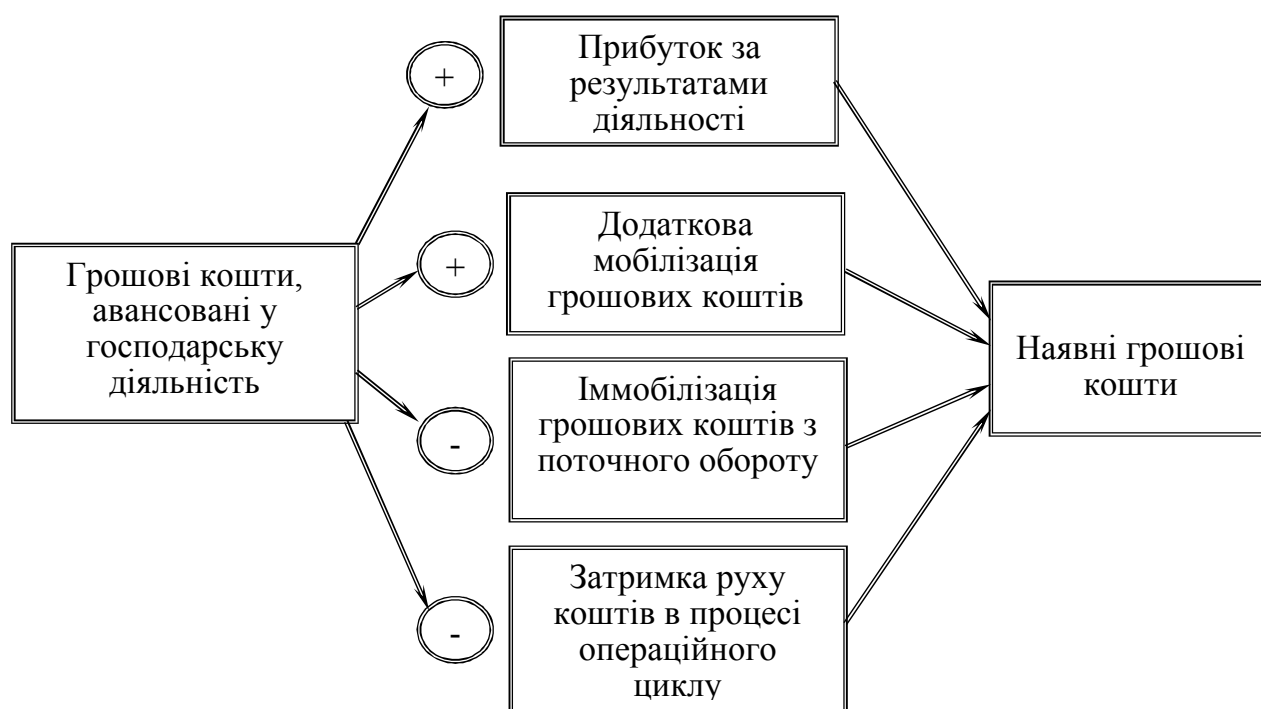 Грошові кошти,
авансовані у
господарську
діяльність
+
Прибуток за
результатами
діяльності
+
Додаткова
мобілізація
грошових коштів
-
Іммобілізація
грошових коштів з
поточного обороту
-
Затримка руху
коштів в процесі
операційного
циклу
Наявні грошові
кошти